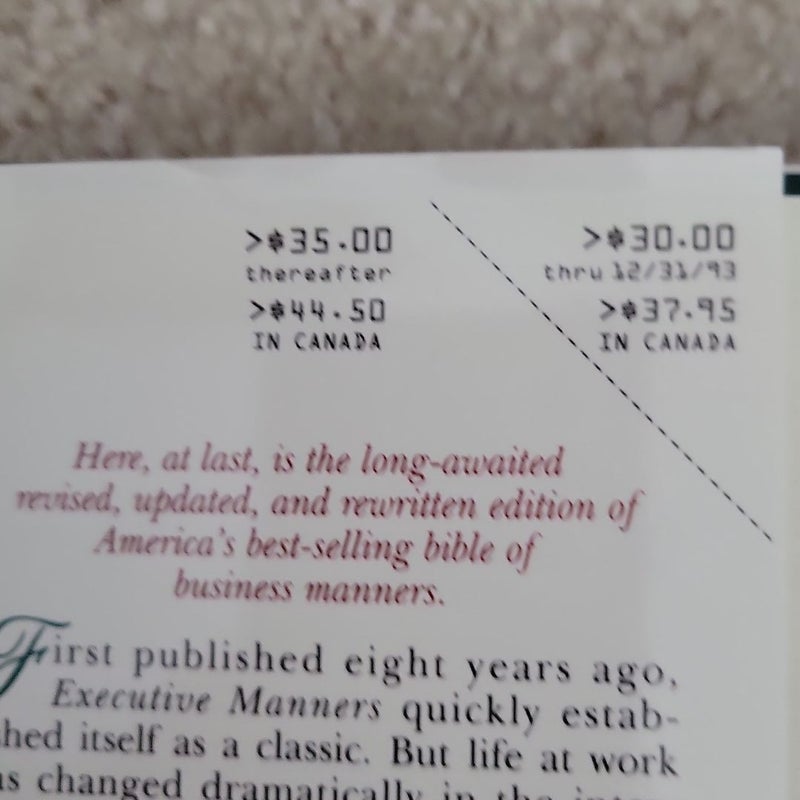 >$35.00
thereafter
>$44.50
IN CANADA
>$30.00
thru 12/31/93
>$37.95
IN CANADA
Here, at last, is the long-awaited
revised, updated, and rewritten edition of
America's best-selling bible of
business manners.
First published eight years ago,
Executive Manners quickly estab-
hed itself as a classic. But life at work
s changed dramatically in the